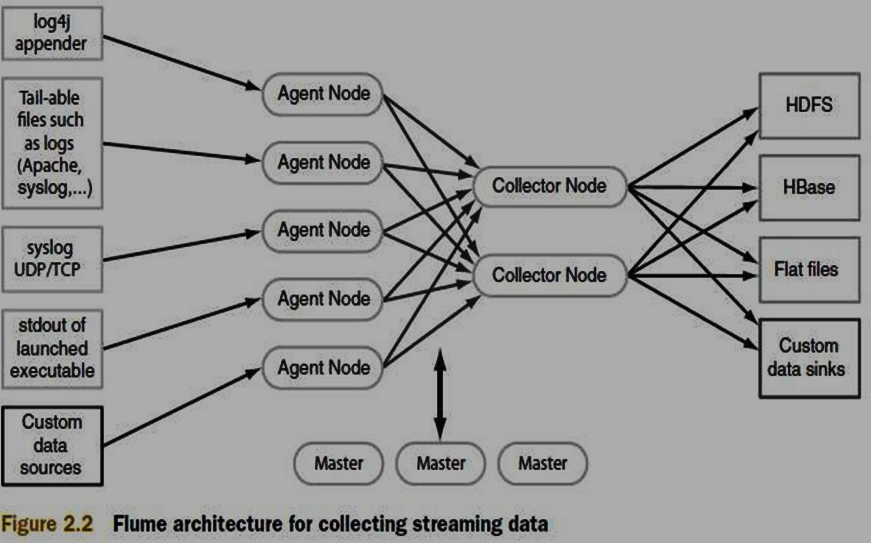 log4j
appender
Tail-able
files such
as logs
(Apache,
syslog,...)
syslog
UDP/TCP
stdout of
launched
executable
Custom
data
sources
Agent Node
Agent Node
Agent Node
Agent Node
Agent Node
Collector Node
Collector Node
HDFS
HBase
Flat files
Custom
data sinks
Master
Master
Master
Figure 2.2 Flume architecture for collecting streaming data